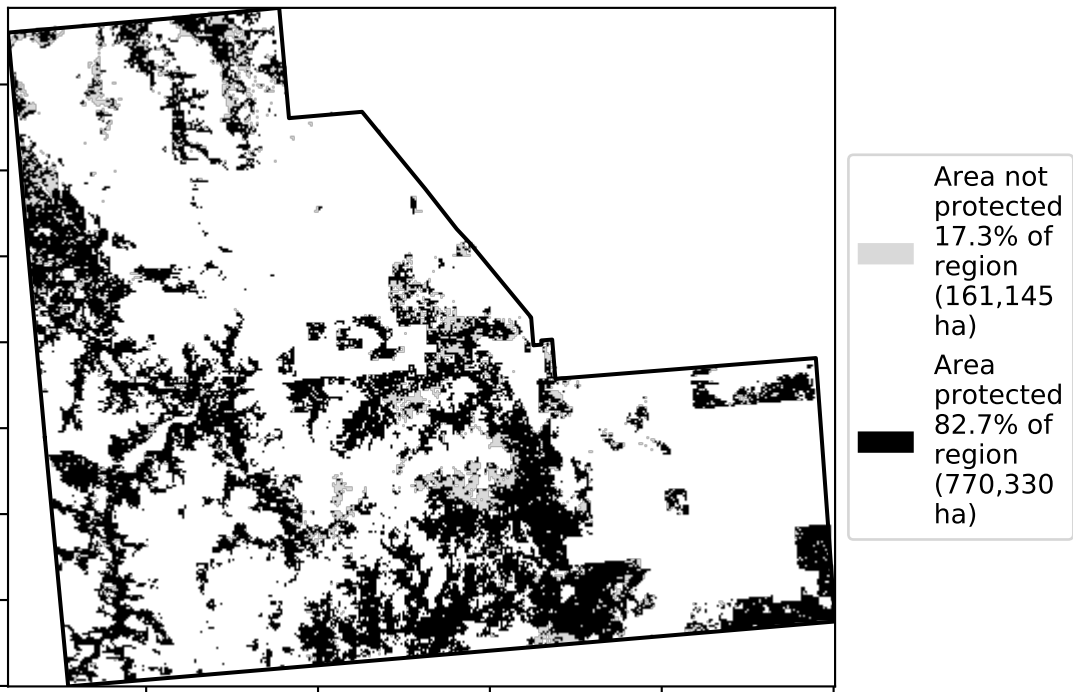 Area not
protected
17.3% of
region
(161,145
ha)
Area
protected
82.7% of
region
(770,330
ha)